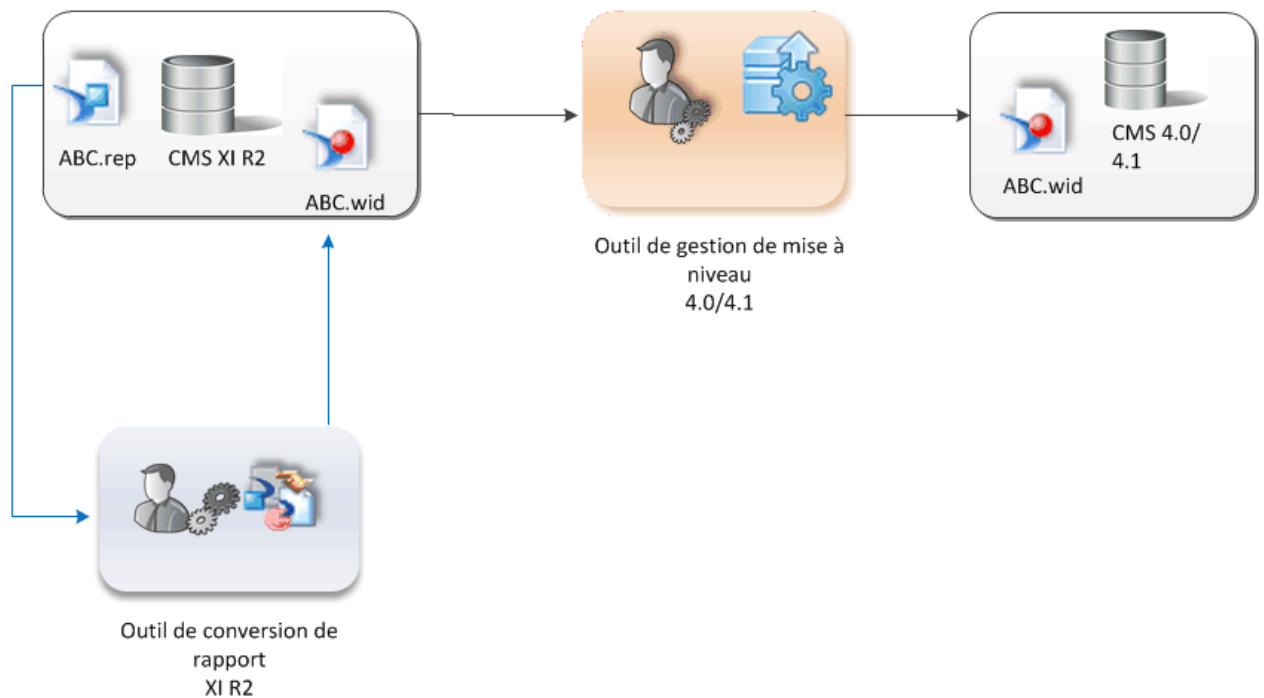 ABC.rep
CMS XI R2
ABC.wid
Outil de gestion de mise à
niveau
4.0/4.1
CMS 4.0/
4.1
ABC.wid
Outil de conversion de
rapport
XI R2